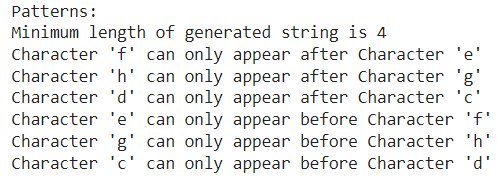 Patterns:
Minimum length of generated string is 4
Character 'f' can only appear after Character 'e'
Character 'h' can only appear after Character 'g'
Character 'd' can only appear after Character 'c'
Character 'e' can only appear before Character 'f'
Character 'g' can only appear before Character 'h'
Character 'c' can only appear before Character 'd'